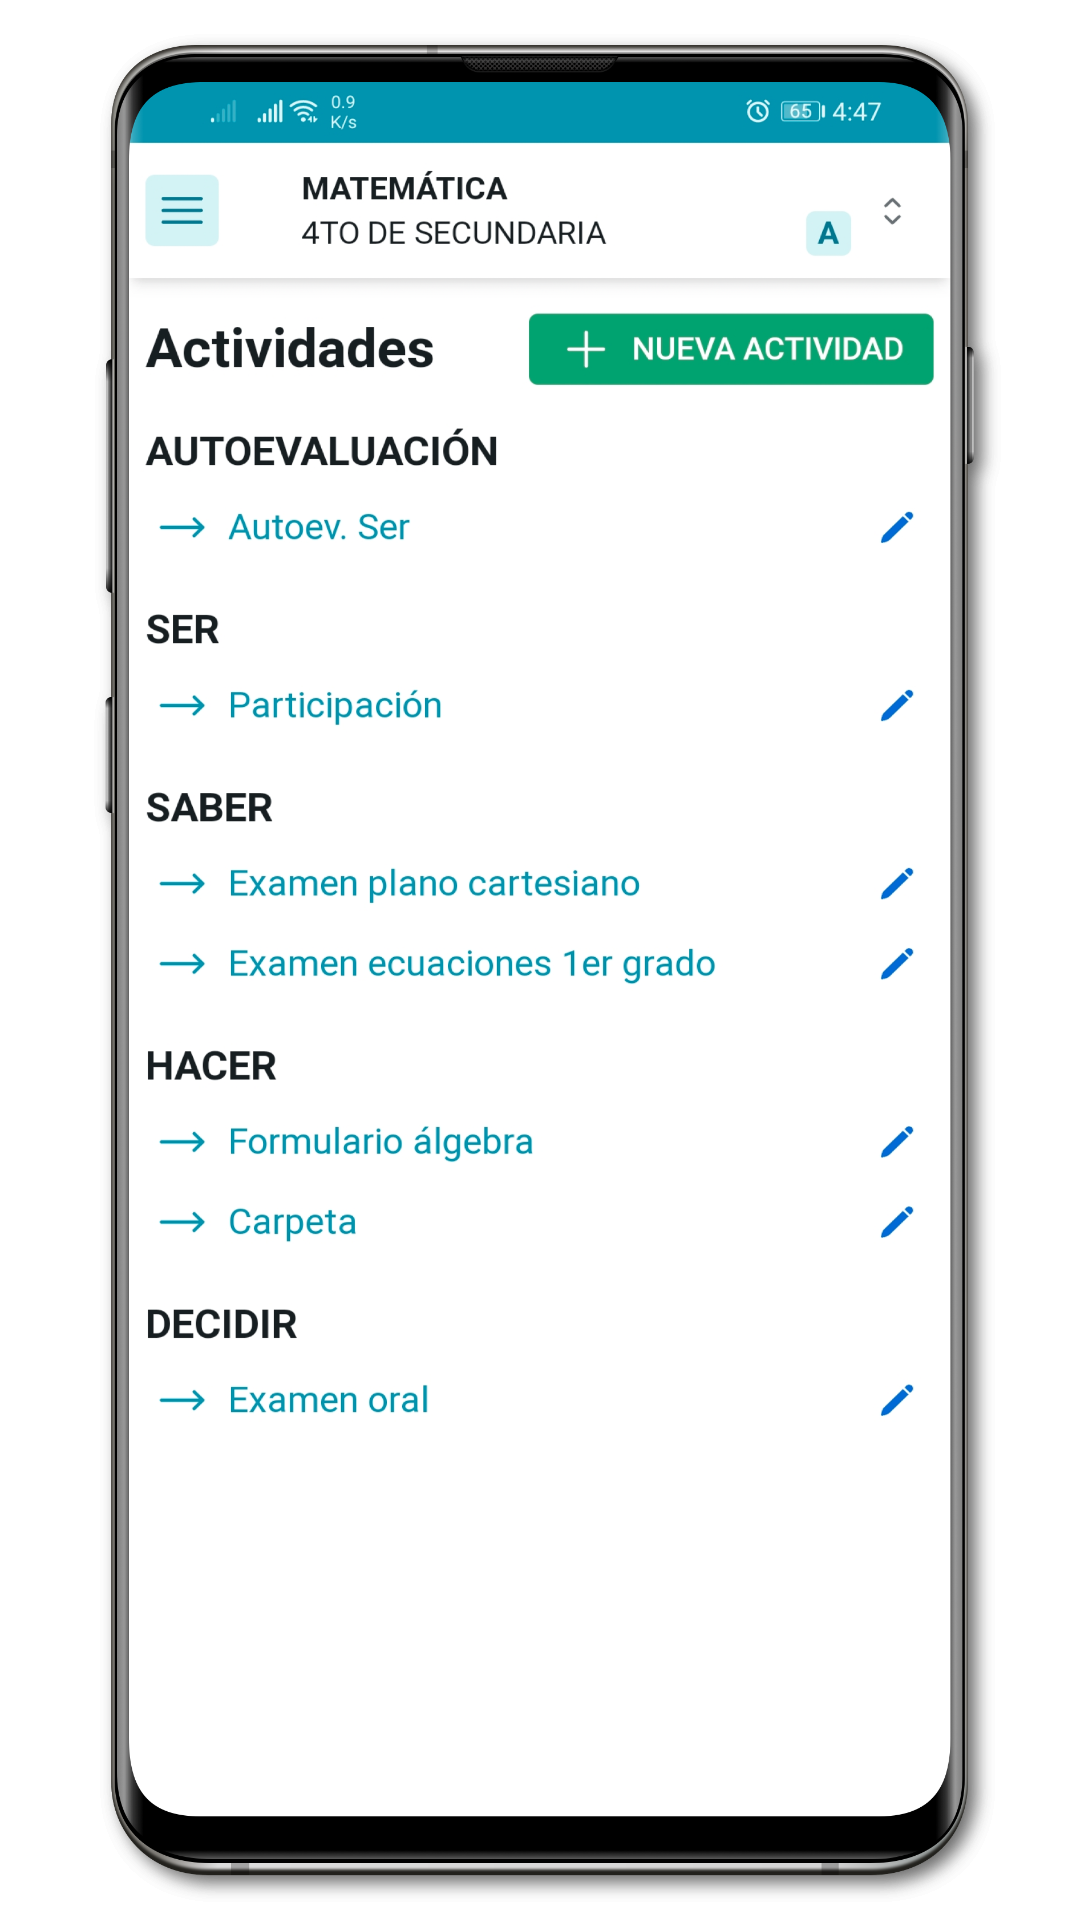 0.9
K/s
65
4:47
MATEMÁTICA
4TO DE SECUNDARIA
A
Actividades
NUEVA ACTIVIDAD
AUTOEVALUACIÓN
Autoev. Ser
SER
Participación
SABER
Examen plano cartesiano
Examen ecuaciones 1er grado
HACER
Formulario álgebra
Carpeta
DECIDIR
Examen oral